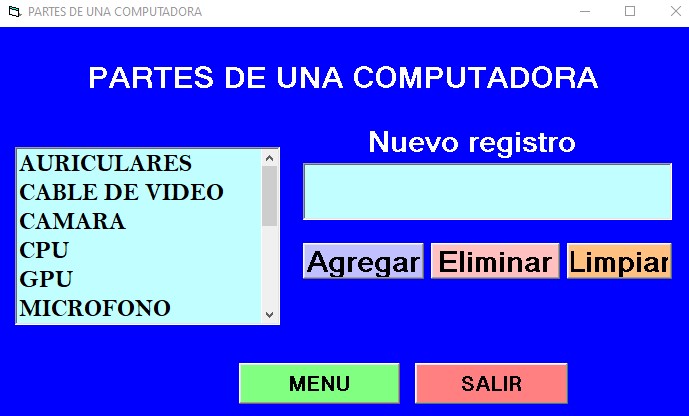 PARTES DE UNA COMPUTADORA
PARTES DE UNA COMPUTADORA
Nuevo registro
AURICULARES
CABLE DE VIDEO
CAMARA
CPU
GPU
MICROFONO
Agregar Eliminar Limpiar
MENU SALIR